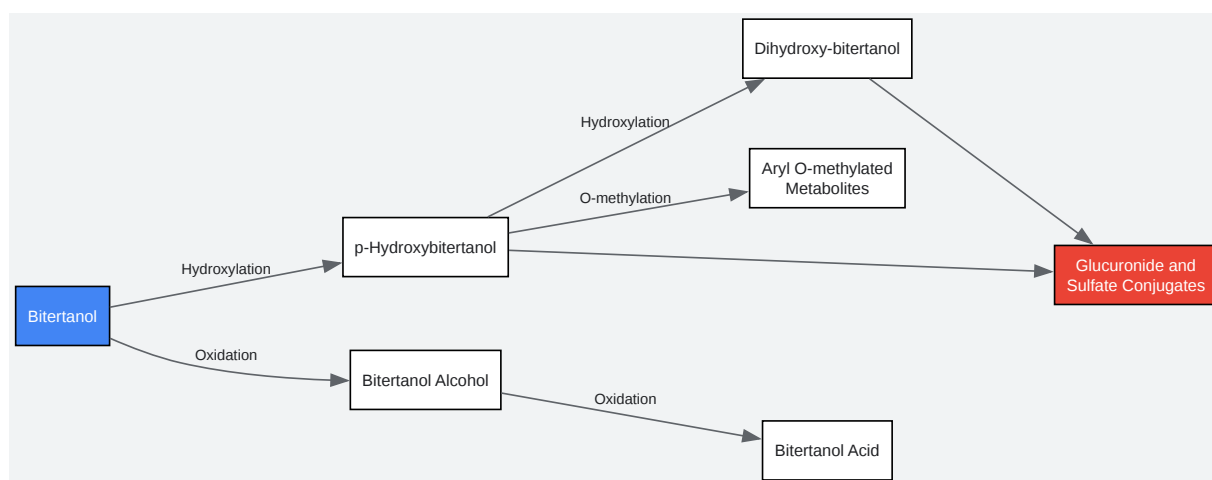 Dihydroxy-bitertanol
Hydroxylation
Aryl O-methylated
Metabolites
O-methylation
p-Hydroxybitertanol
Hydroxylation
Glucuronide and
Sulfate Conjugates
Bitertanol
Oxidation
Bitertanol Alcohol
Oxidation
Bitertanol Acid